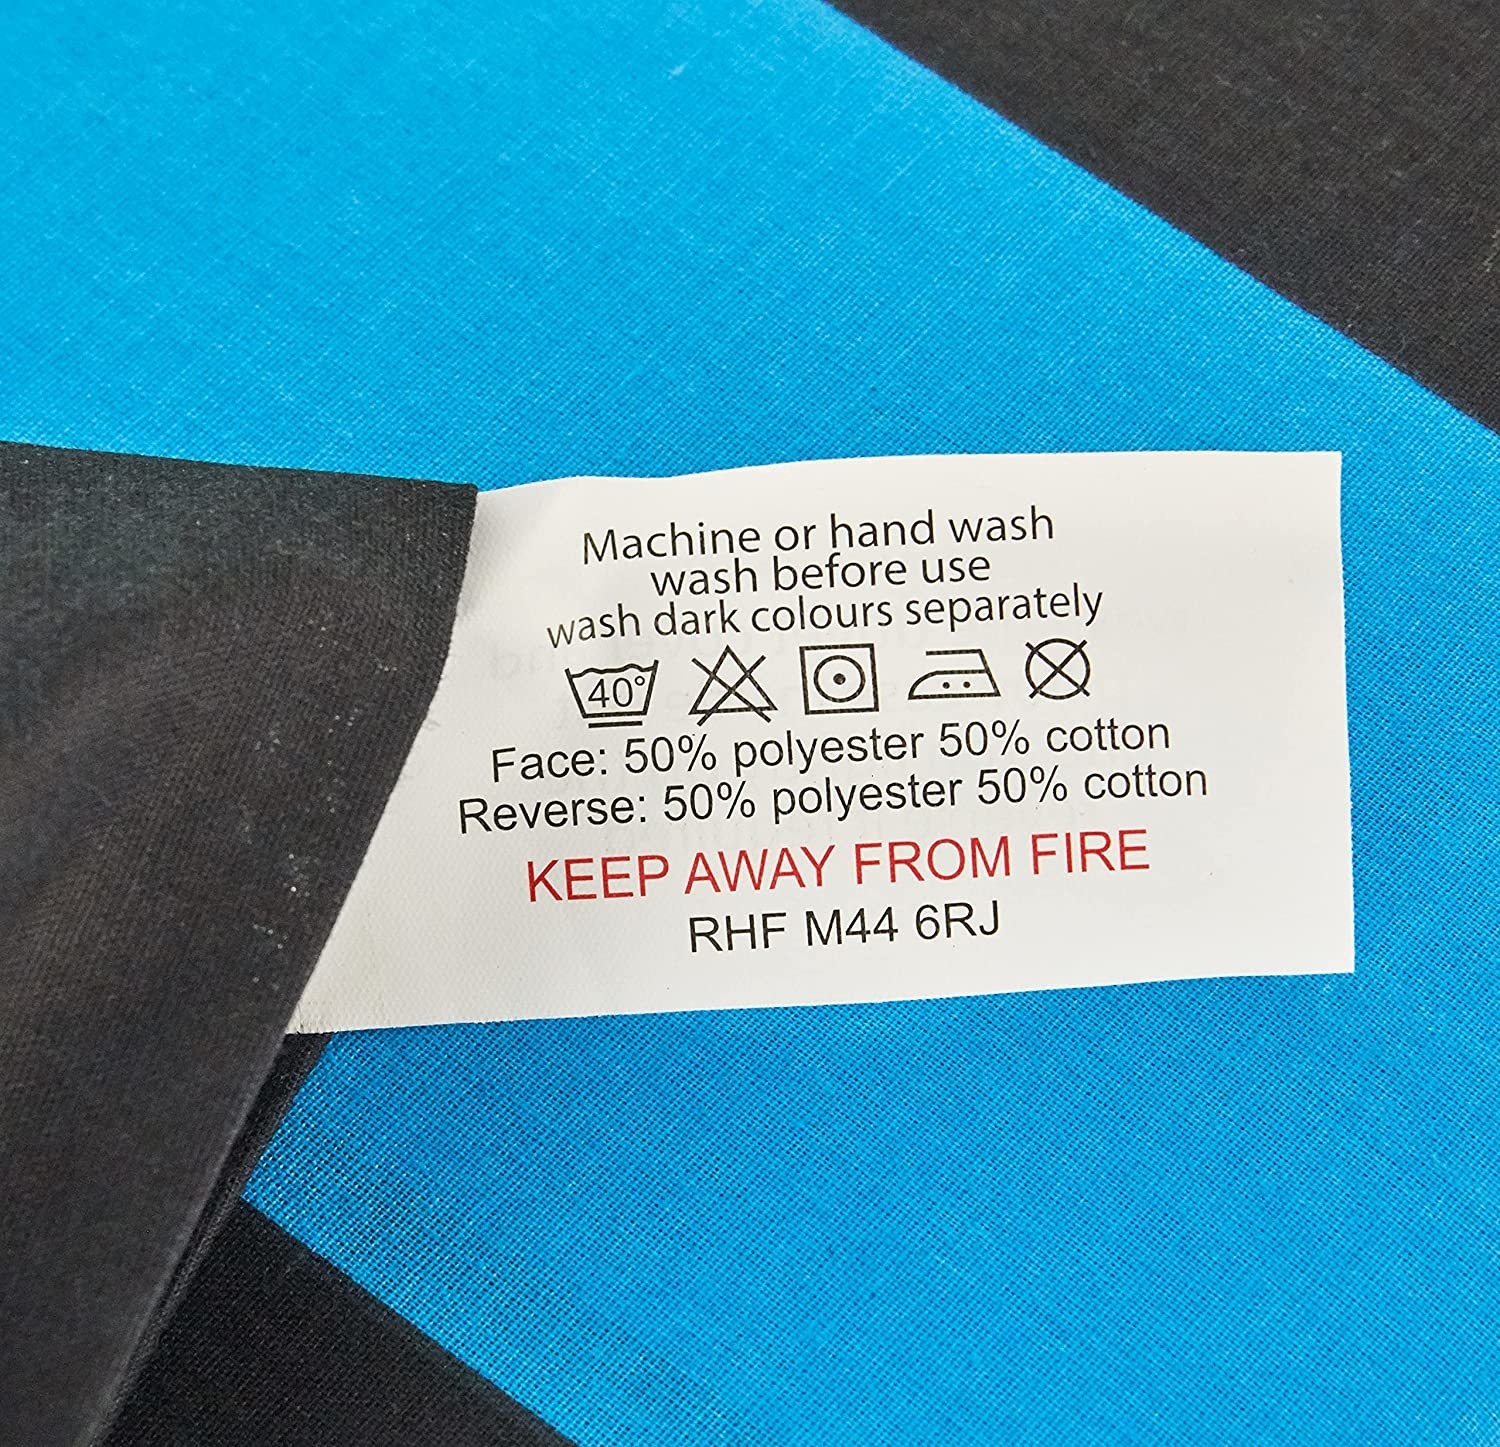 Machine or hand wash
wash before use
wash dark colours separately
40°
Face: 50% polyester 50% cotton
Reverse: 50% polyester 50% cotton
KEEP AWAY FROM FIRE
RHF M44 6RJ